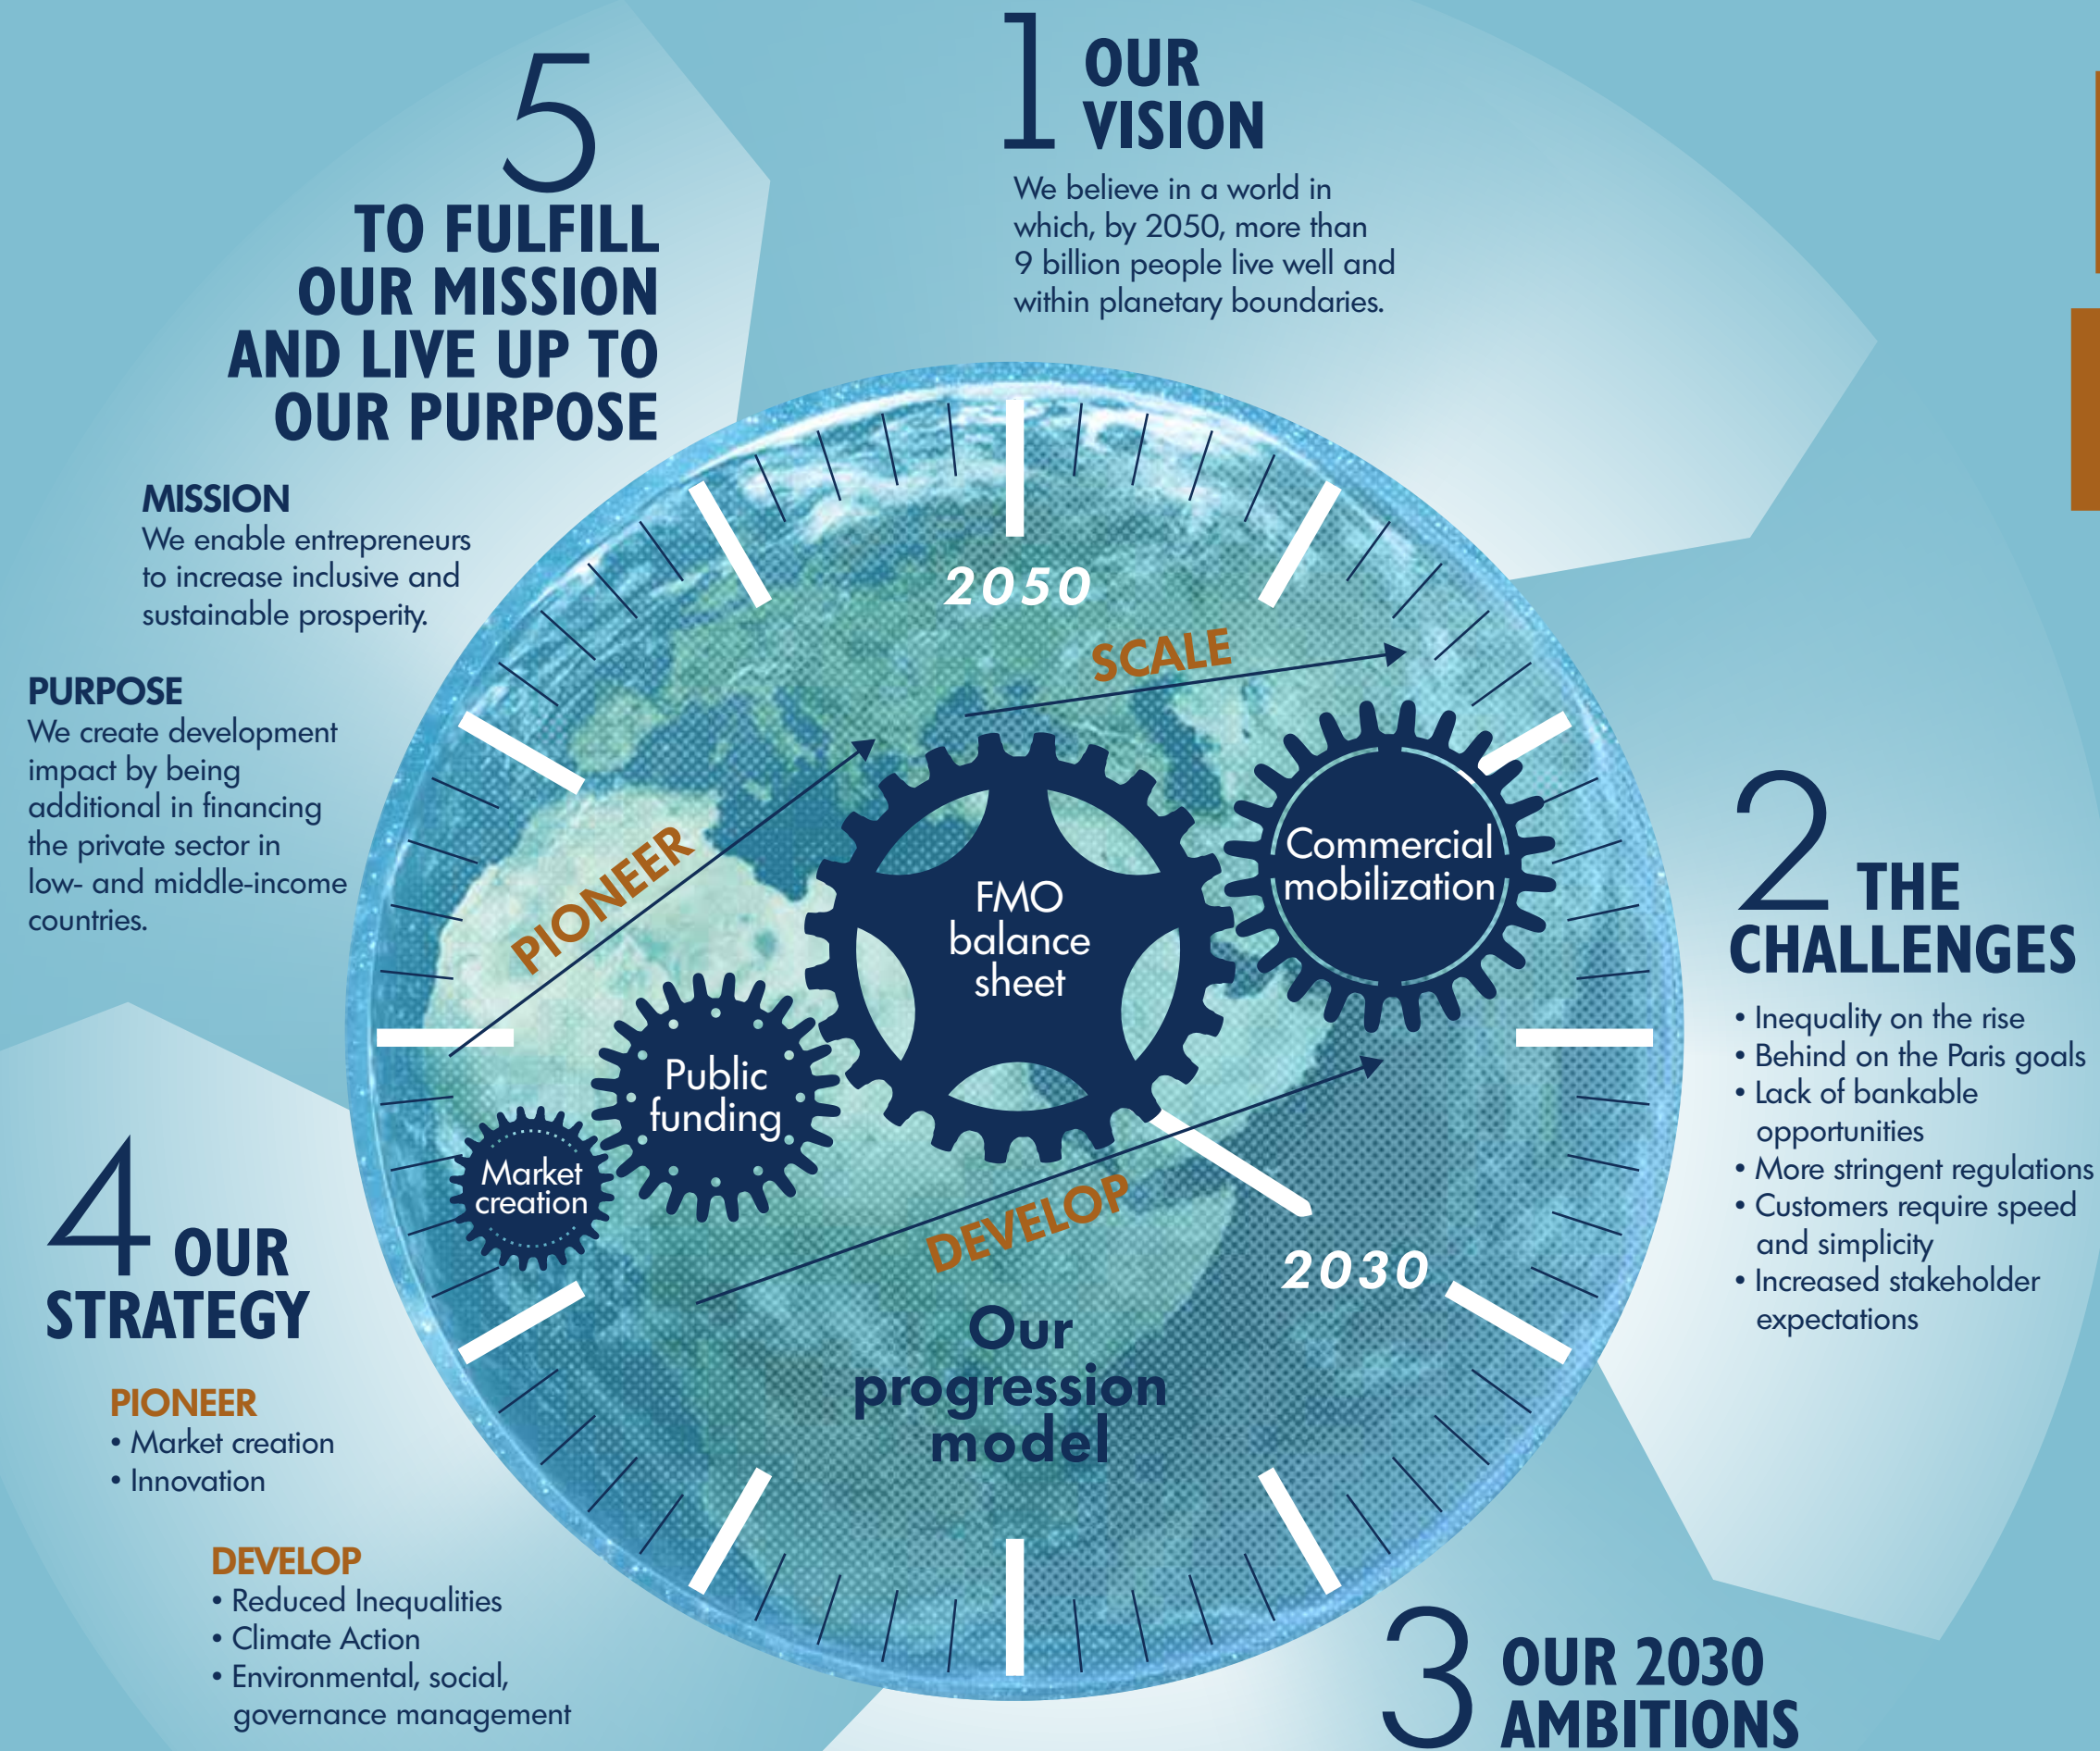 1 OUR
VISION
We believe in a world in
which, by 2050, more than
9 billion people live well and
within planetary boundaries.
2 THE
CHALLENGES
• Inequality on the rise
• Behind on the Paris goals
• Lack of bankable
opportunities
• More stringent regulations
• Customers require speed
and simplicity
• Increased stakeholder
expectations
3 OUR 2030
AMBITIONS
4 OUR
STRATEGY
PIONEER
• Market creation
• Innovation
DEVELOP
• Reduced Inequalities
• Climate Action
• Environmental, social,
governance management
5
TO FULFILL
OUR MISSION
AND LIVE UP TO
OUR PURPOSE
MISSION
We enable entrepreneurs
to increase inclusive and
sustainable prosperity.
PURPOSE
We create development
impact by being
additional in financing
the private sector in
low- and middle-income
countries.
2050
SCALE
PIONEER
Commercial
mobilization
FMO
balance
sheet
Public
funding
Market
creation
DEVELOP
2030
Our
progression
model